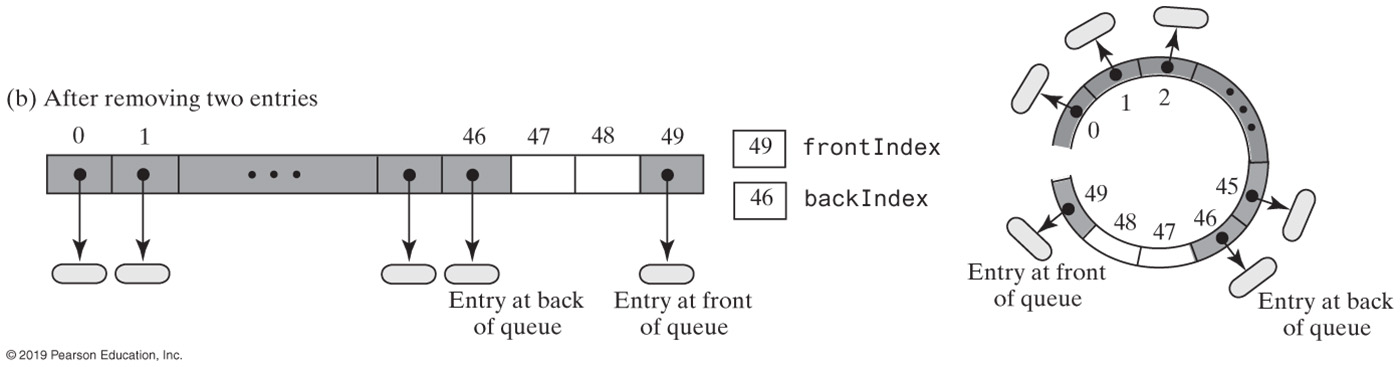 (b) After removing two entries
0 1 46 47 48 49
49 frontIndex
46 backIndex
Entry at back
of queue
Entry at front
of queue
0
1
2
45
46
47
48
49
Entry at front
of queue
Entry at back
of queue
© 2019 Pearson Education, Inc.